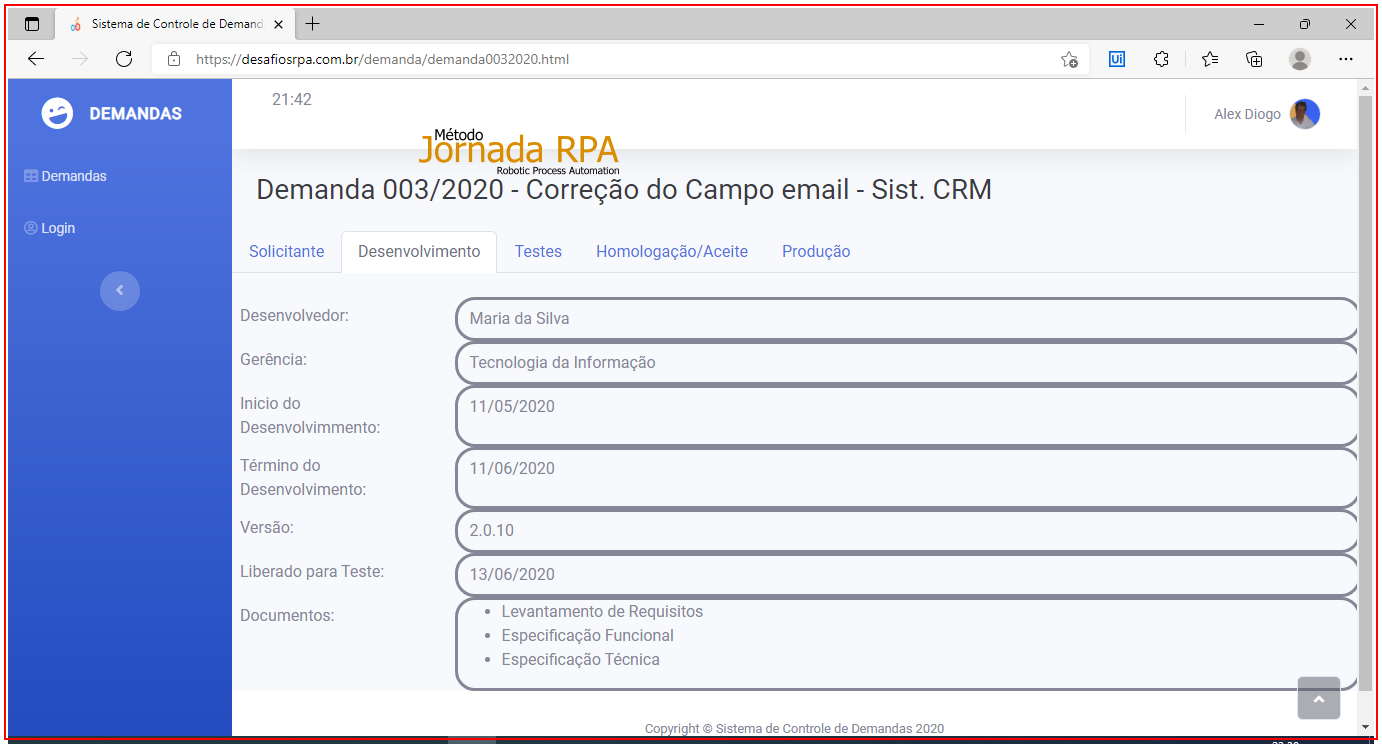 Sistema de Controle de Demand
https://desafiosrpa.com.br/demanda/demanda0032020.html
Ui
DEMANDAS
21:42
Alex Diogo
Método
Jornada RPA
Robotic Process Automation
Demandas
Login
Demanda 003/2020 - Correção do Campo email - Sist. CRM
Solicitante Desenvolvimento Testes Homologação/Aceite Produção
Desenvolvedor: Maria da Silva
Gerência: Tecnologia da Informação
Inicio do 11/05/2020
Desenvolvimmento:
Término do 11/06/2020
Desenvolvimento:
Versão: 2.0.10
Liberado para Teste: 13/06/2020
Documentos: • Levantamento de Requisitos
• Especificação Funcional
• Especificação Técnica
Copyright © Sistema de Controle de Demandas 2020